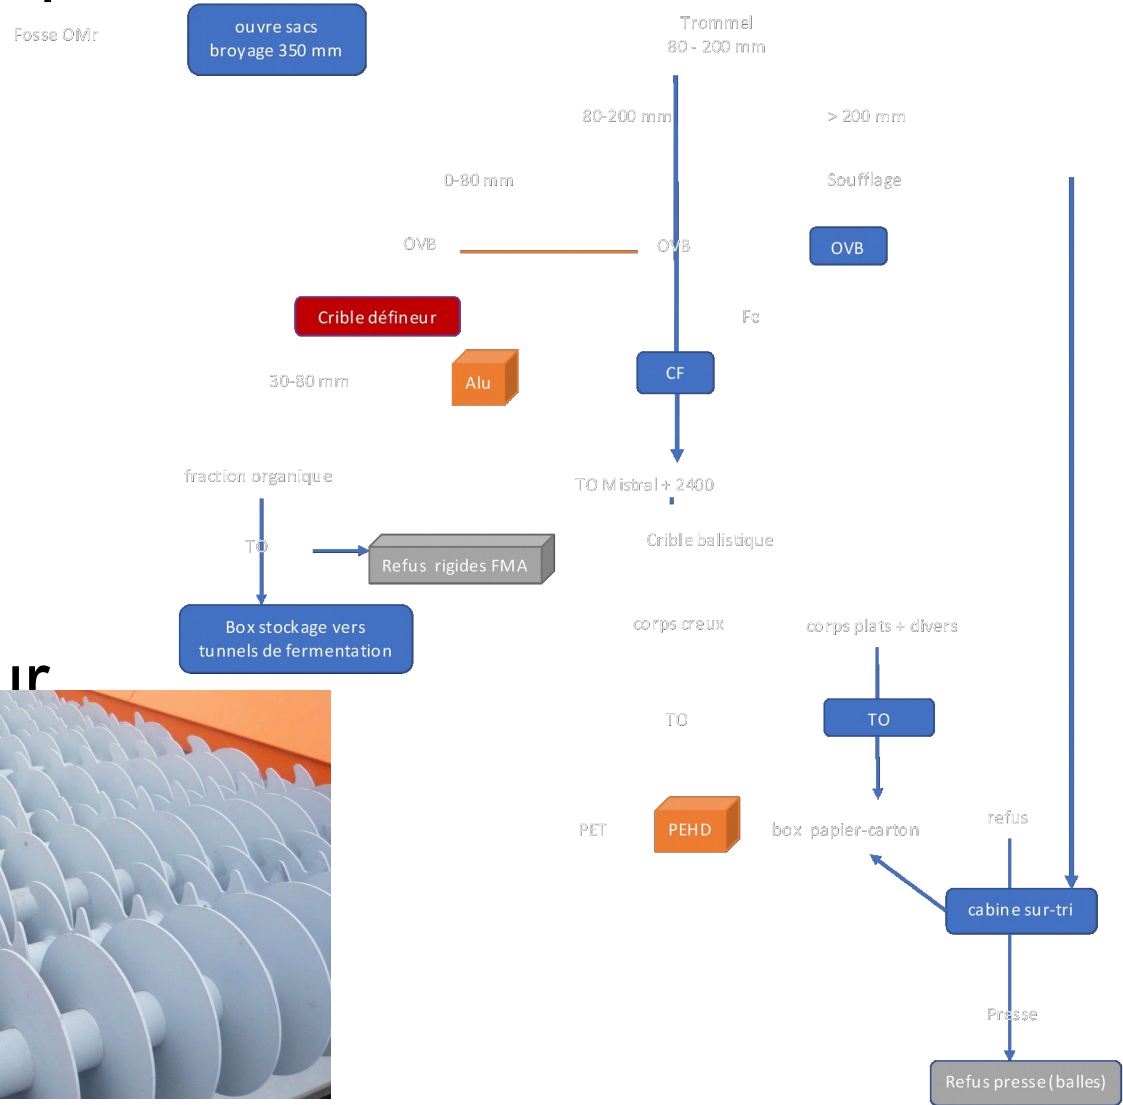 Fosse OMr
ouvre sacs
broyage 350 mm
Trommel
80 - 200 mm
80-200 mm
> 200 mm
0-80 mm
Soufflage
OVB
OVB
OVB
Crible défineur
Fe
30-80 mm
Alu
CF
fraction organique
TO Mistral + 2400
TO
Refus rigides FMA
Crible balistique
Box stockage vers
tunnels de fermentation
corps creux
corps plats + divers
ur
TO
TO
PET
PEHD
box papier-carton
refus
cabine sur-tri
Presse
Refus presse (balles)